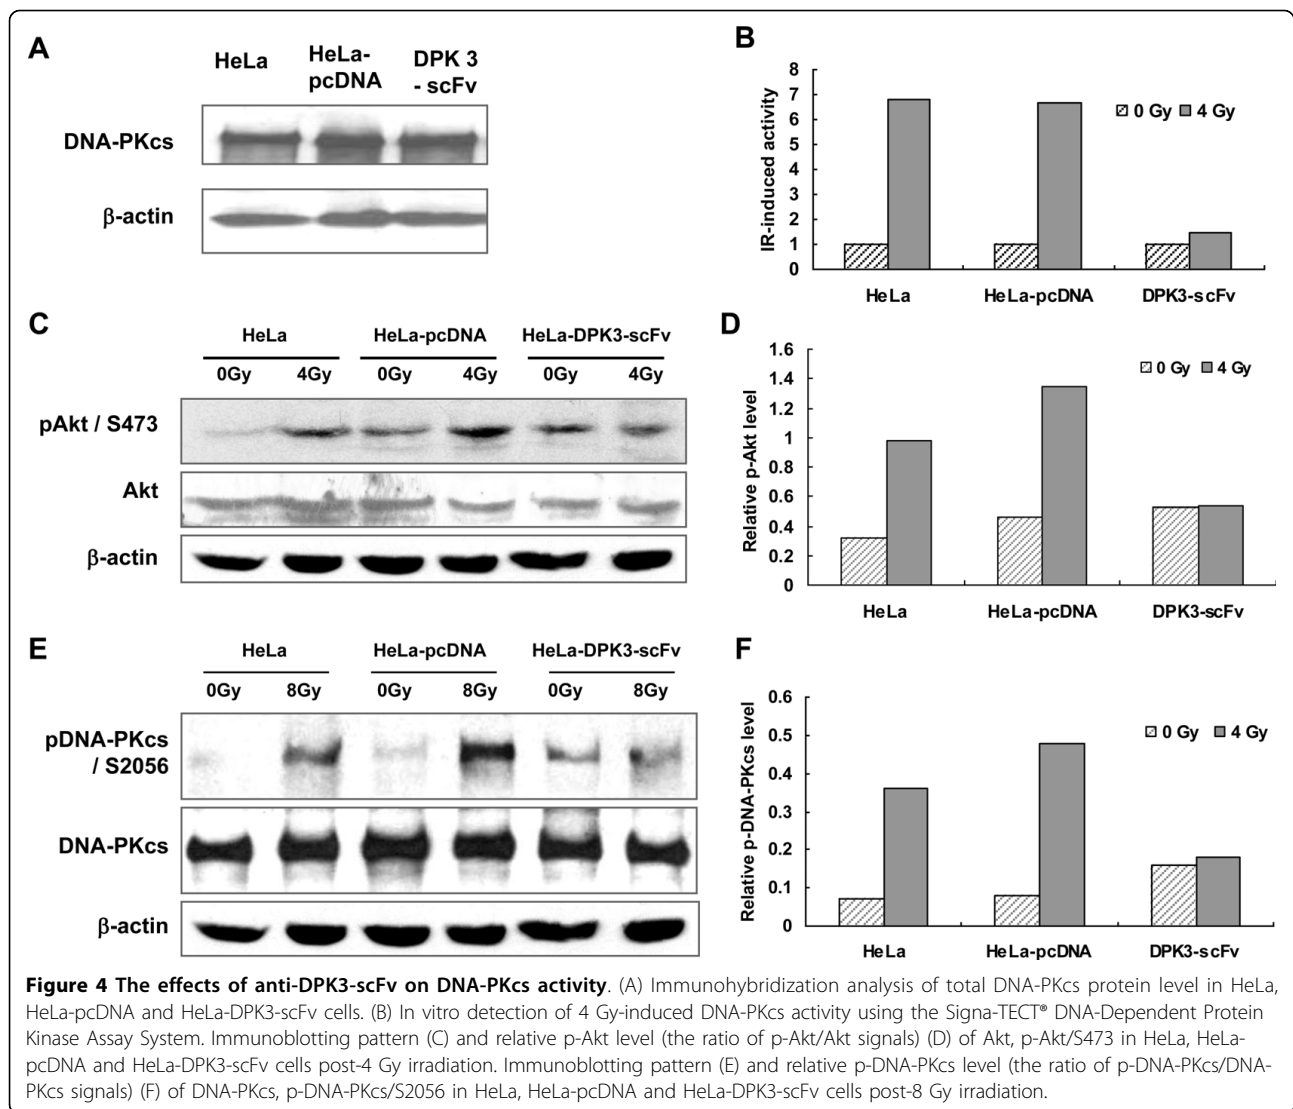 A
HeLa
HeLa-
pcDNA
DPK 3
- scFv
DNA-PKcs
β-actin
B
8
7
6
5
4
3
2
1
0
IR-induced activity
0 Gy
4 Gy
HeLa
HeLa-pcDNA
DPK3-scFv
C
HeLa
HeLa-pcDNA
HeLa-DPK3-scFv
0Gy
4Gy
0Gy
4Gy
0Gy
4Gy
pAkt / S473
Akt
β-actin
D
1.6
1.4
1.2
1
0.8
0.6
0.4
0.2
0
Relative p-Akt level
0 Gy
4 Gy
HeLa
HeLa-pcDNA
DPK3-scFv
E
HeLa
HeLa-pcDNA
HeLa-DPK3-scFv
0Gy
8Gy
0Gy
8Gy
0Gy
8Gy
pDNA-PKcs
/ S2056
DNA-PKcs
β-actin
F
0.6
0.5
0.4
0.3
0.2
0.1
0
Relative p-DNA-PKcs level
0 Gy
4 Gy
HeLa
HeLa-pcDNA
DPK3-scFv
Figure 4 The effects of anti-DPK3-scFv on DNA-PKcs activity. (A) Immunohybridization analysis of total DNA-PKcs protein level in HeLa,
HeLa-pcDNA and HeLa-DPK3-scFv cells. (B) In vitro detection of 4 Gy-induced DNA-PKcs activity using the Signa-TECT® DNA-Dependent Protein
Kinase Assay System. Immunoblotting pattern (C) and relative p-Akt level (the ratio of p-Akt/Akt signals) (D) of Akt, p-Akt/S473 in HeLa, HeLa-
pcDNA and HeLa-DPK3-scFv cells post-4 Gy irradiation. Immunoblotting pattern (E) and relative p-DNA-PKcs level (the ratio of p-DNA-PKcs/DNA-
PKcs signals) (F) of DNA-PKcs, p-DNA-PKcs/S2056 in HeLa, HeLa-pcDNA and HeLa-DPK3-scFv cells post-8 Gy irradiation.